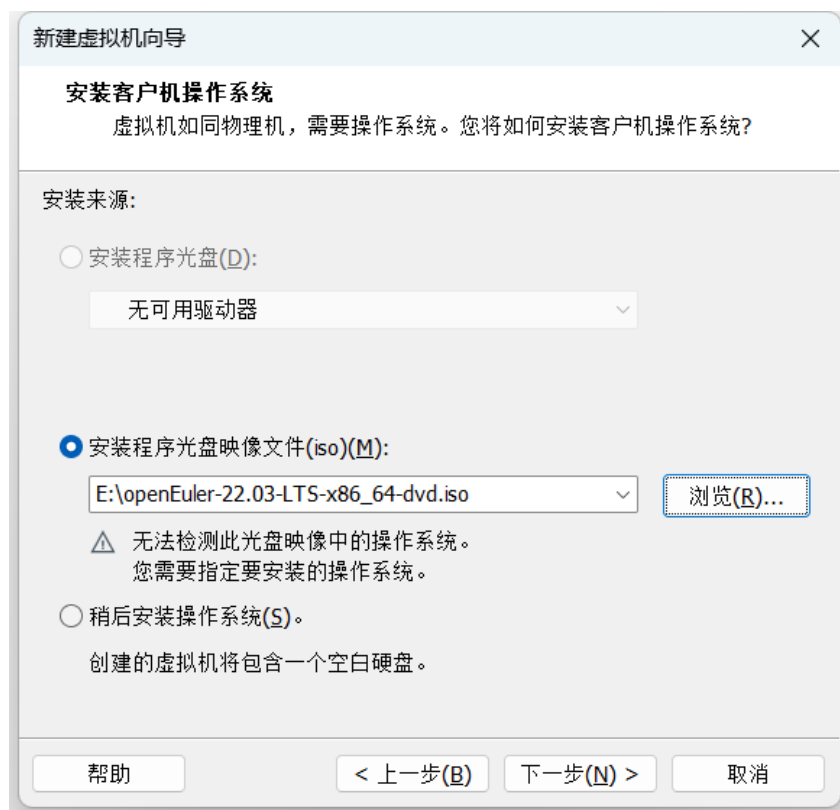 新建虚拟机向导
安装客户机操作系统
虚拟机如同物理机，需要操作系统。您将如何安装客户机操作系统?
安装来源:
安装程序光盘(D):
无可用驱动器
安装程序光盘映像文件(iso)(M):
E:\openEuler-22.03-LTS-x86_64-dvd.iso
浏览(R)...
无法检测此光盘映像中的操作系统。
您需要指定要安装的操作系统。
稍后安装操作系统(S)。
创建的虚拟机将包含一个空白硬盘。
帮助
< 上一步(B)
下一步(N) >
取消